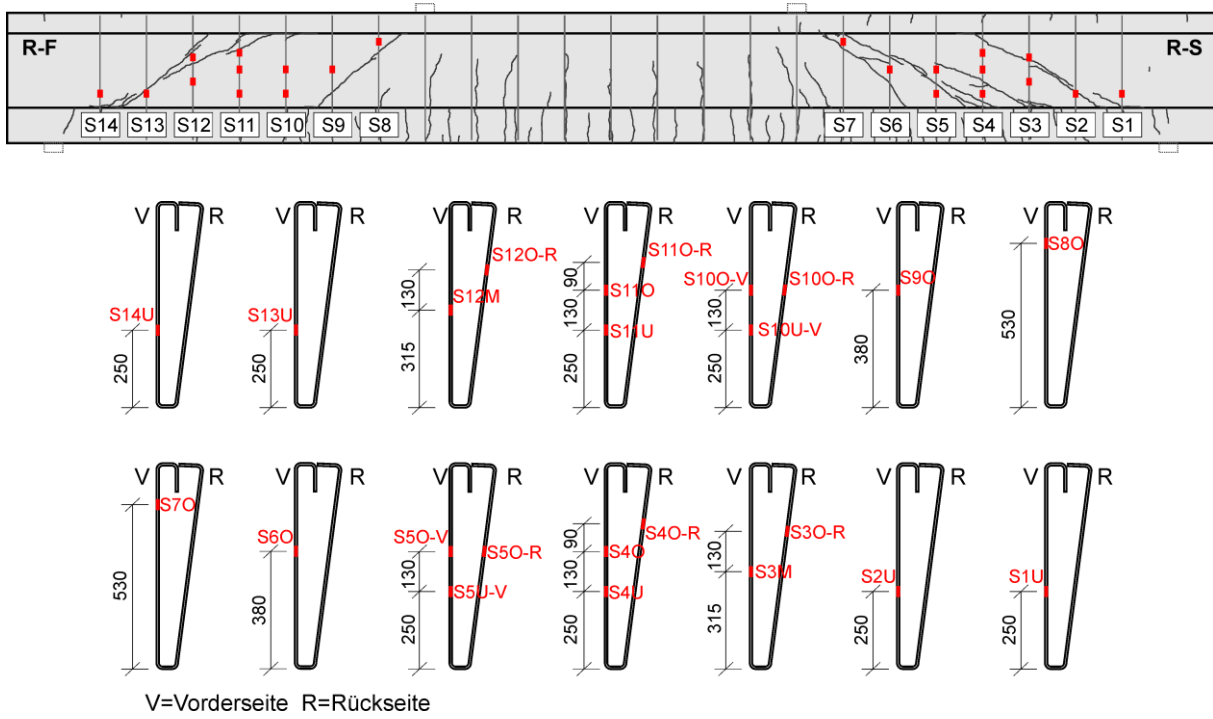 R-F R-S
S14 S13 S12 S11 S10 S9 S8 S7 S6 S5 S4 S3 S2 S1
V R V R V R V R V R V R V R
S14U 250
S13U 250
S12O-R
S12M
130
315
S11O-R
S11O
S11U
90
130
250
S10O-V S10O-R
S10U-V
130
250
S9O
380
S8O
530
V R V R V R V R V R V R V R
S7O
530
S6O
380
S5O-V S5O-R
S5U-V
130
250
S4O-R
S4O
S4U
90
130
250
S3O-R
S3M
130
315
S2U
250
S1U
250
V=Vorderseite R=Rückseite